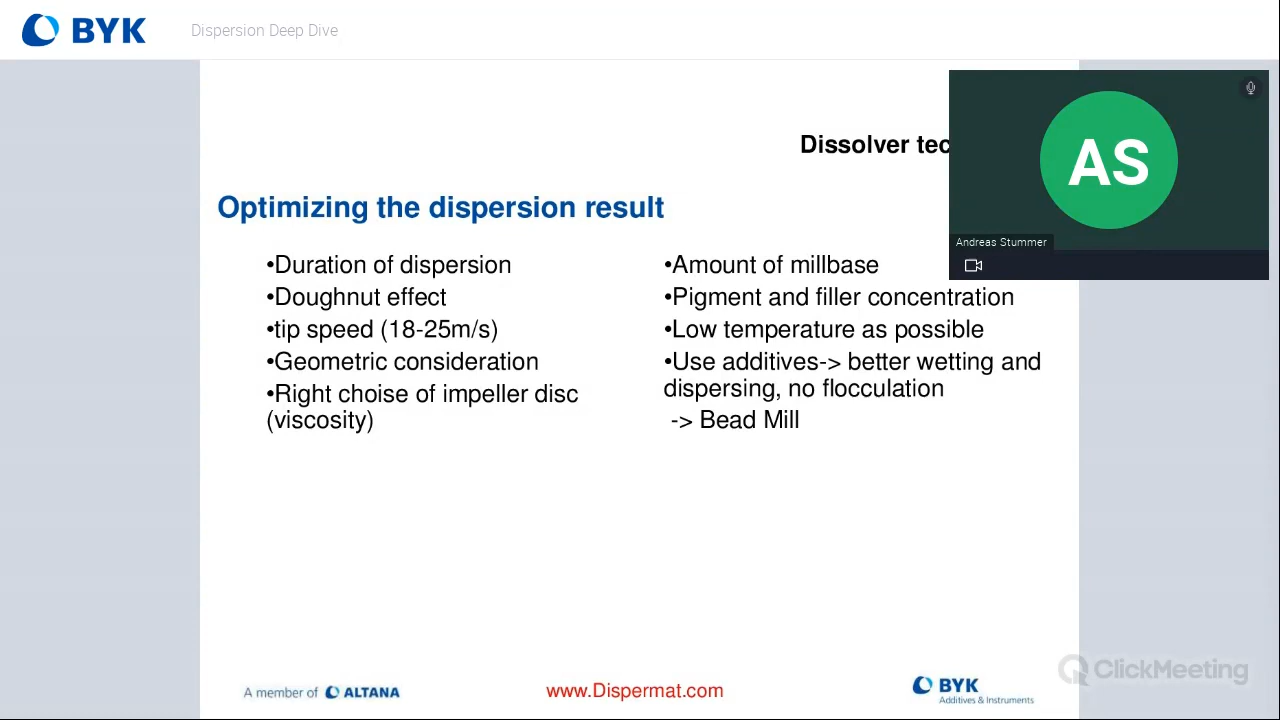 BYK
Dispersion Deep Dive
Dissolver tec
AS
Andreas Stummer
Optimizing the dispersion result
•Duration of dispersion
•Doughnut effect
•tip speed (18-25m/s)
•Geometric consideration
•Right choise of impeller disc
(viscosity)
•Amount of millbase
•Pigment and filler concentration
•Low temperature as possible
•Use additives-> better wetting and
dispersing, no flocculation
-> Bead Mill
ClickMeeting
A member of ALTANA
www.Dispermat.com
BYK
Additives & Instruments